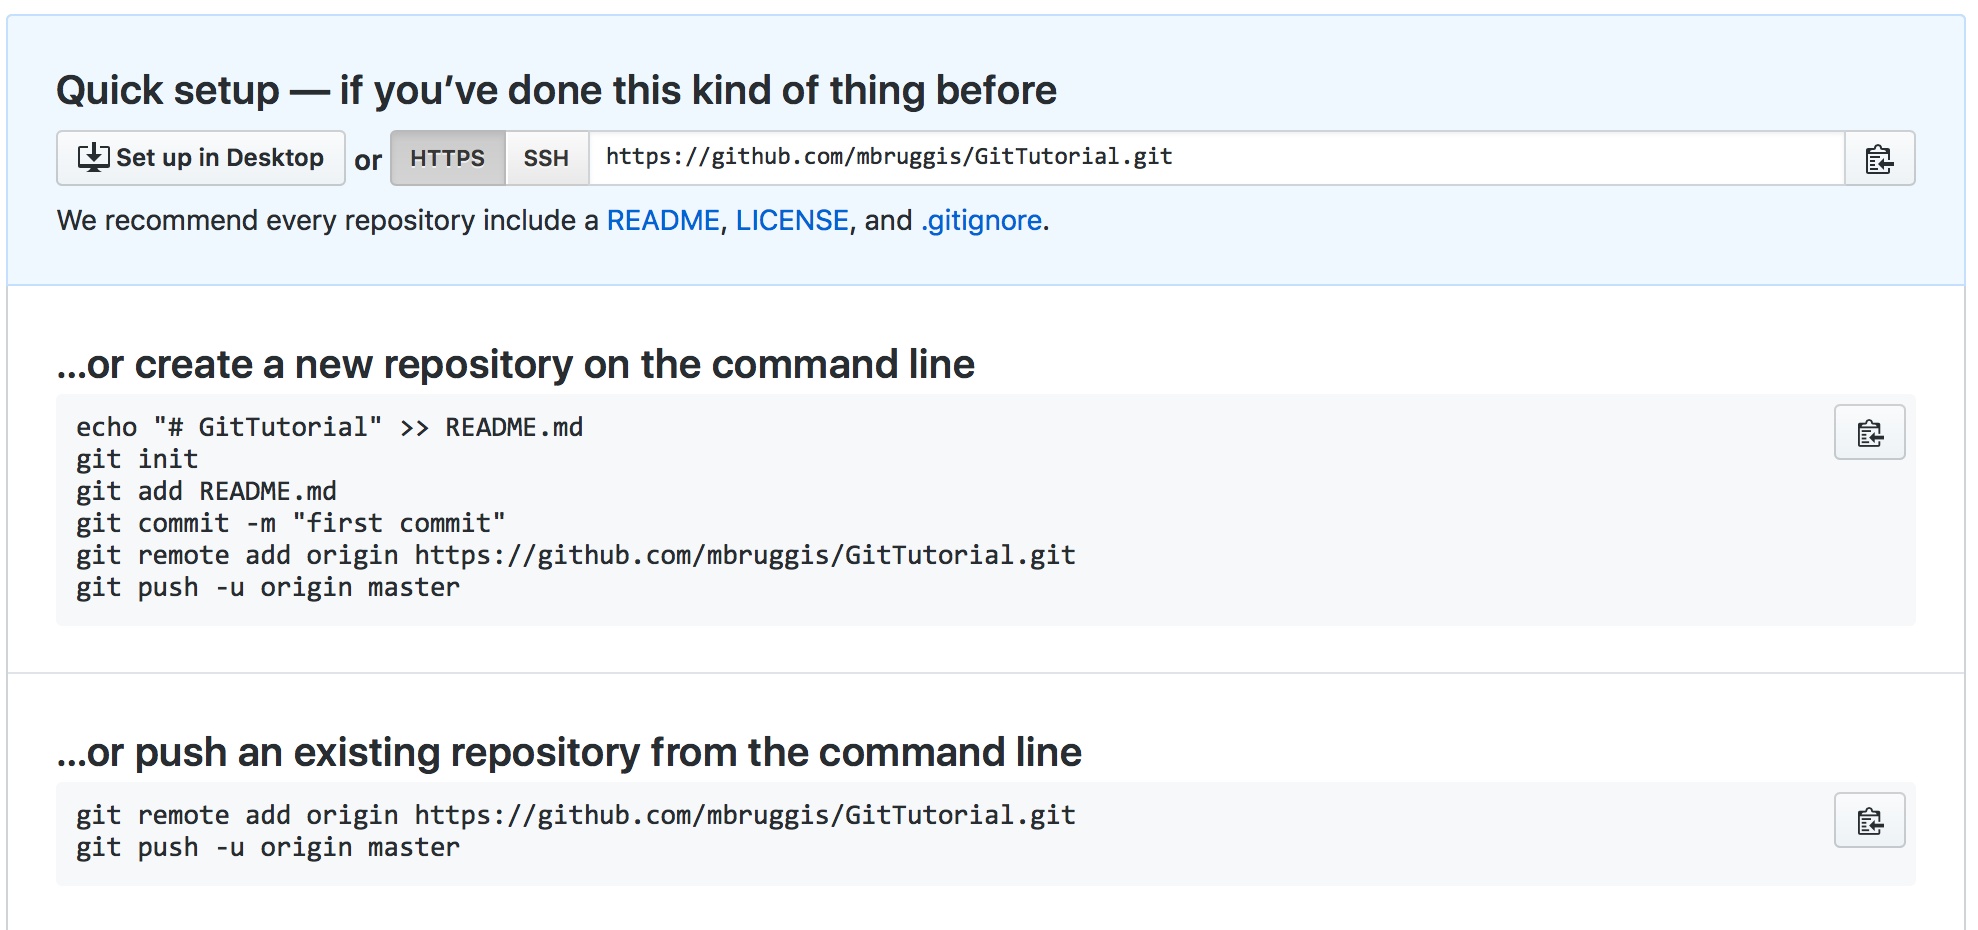 Quick setup — if you’ve done this kind of thing before
Set up in Desktop or HTTPS SSH https://github.com/mbruggis/GitTutorial.git
We recommend every repository include a README, LICENSE, and .gitignore.
…or create a new repository on the command line
echo "# GitTutorial" >> README.md
git init
git add README.md
git commit -m "first commit"
git remote add origin https://github.com/mbruggis/GitTutorial.git
git push -u origin master
…or push an existing repository from the command line
git remote add origin https://github.com/mbruggis/GitTutorial.git
git push -u origin master